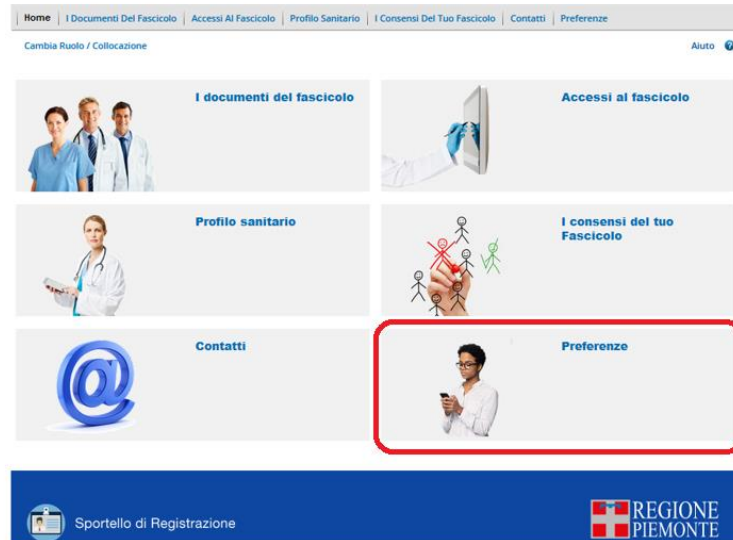 Home | I Documenti Del Fascicolo | Accessi Al Fascicolo | Profilo Sanitario | I Consensi Del Tuo Fascicolo | Contatti | Preferenze
Cambia Ruolo / Collocazione
Aiuto ?
I documenti del fascicolo
Accessi al fascicolo
Profilo sanitario
I consensi del tuo
Fascicolo
Contatti
@
Preferenze
Sportello di Registrazione
REGIONE
PIEMONTE